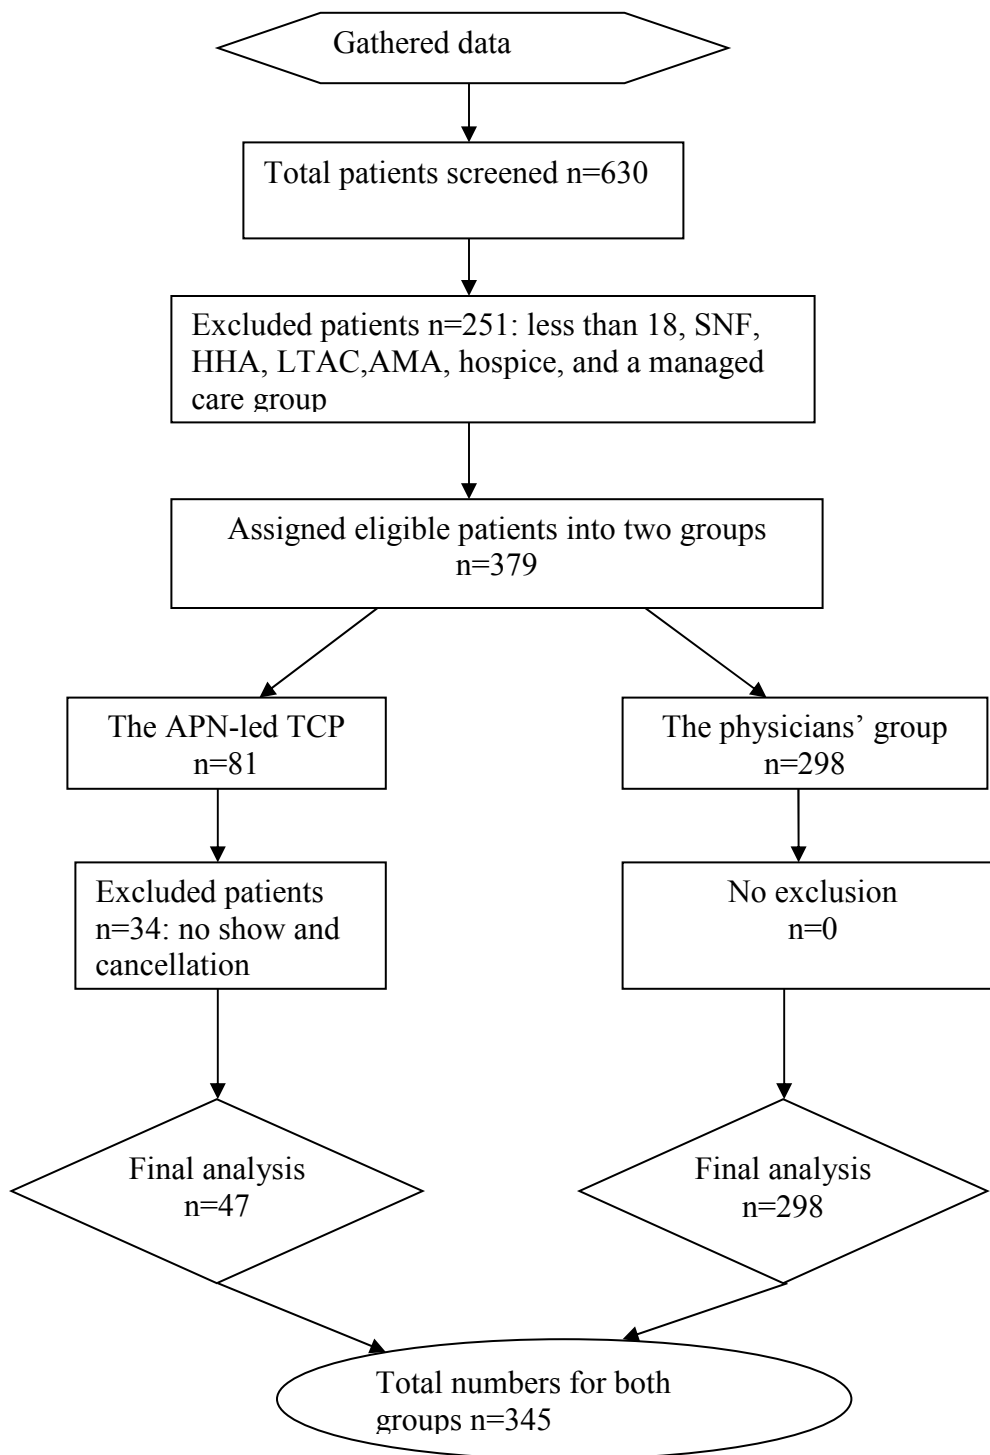 Gathered data
Total patients screened n=630
Excluded patients n=251: less than 18, SNF,
HHA, LTAC,AMA, hospice, and a managed
care group
Assigned eligible patients into two groups
n=379
The APN-led TCP
n=81
The physicians’ group
n=298
Excluded patients
n=34: no show and
cancellation
No exclusion
n=0
Final analysis
n=47
Final analysis
n=298
Total numbers for both
groups n=345